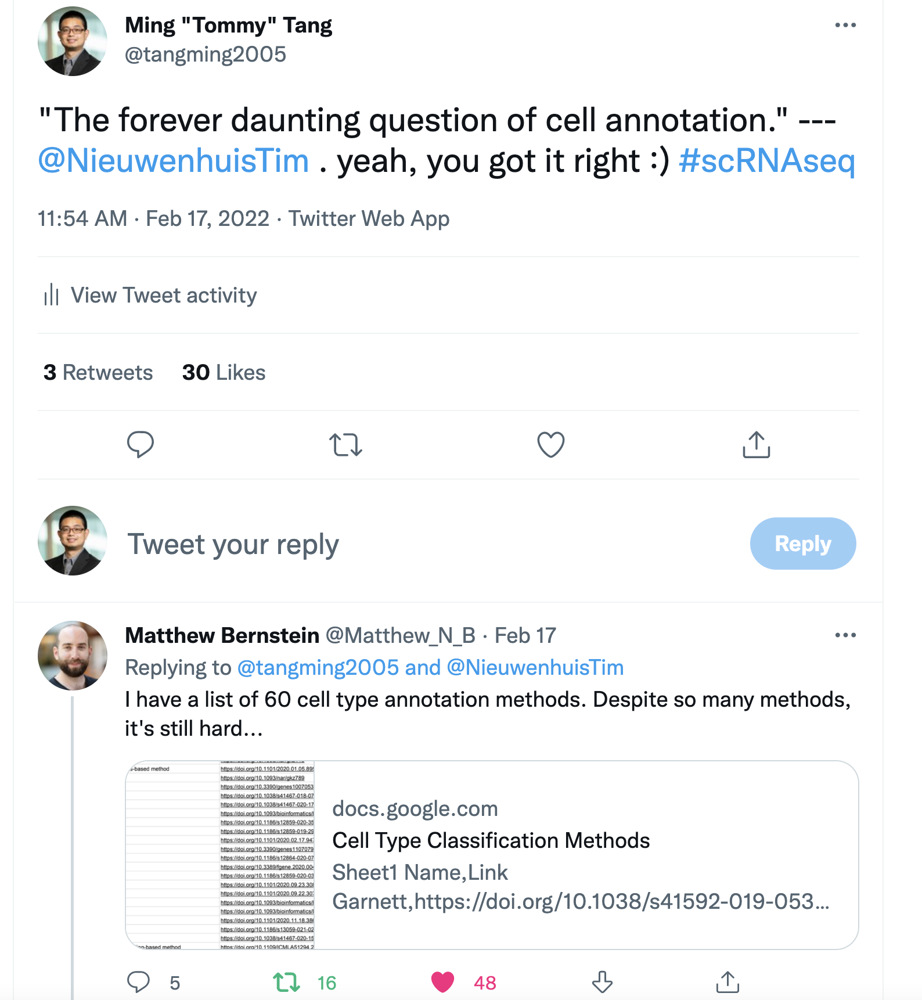 Ming "Tommy" Tang
@tangming2005
"The forever daunting question of cell annotation." ---
@NieuwenhuisTim . yeah, you got it right :) #scRNAseq
11:54 AM · Feb 17, 2022 · Twitter Web App
View Tweet activity
3 Retweets 30 Likes
Tweet your reply
Reply
Matthew Bernstein @Matthew_N_B · Feb 17
Replying to @tangming2005 and @NieuwenhuisTim
I have a list of 60 cell type annotation methods. Despite so many methods,
it's still hard...
s-based method https://doi.org/10.1101/2020.01.05.895
https://doi.org/10.1093/nar/gkz789
https://doi.org/10.3390/genes1007053
https://doi.org/10.1038/s41467-018-07
https://doi.org/10.1038/s41467-020-17
https://doi.org/10.1093/bioinformatics/
https://doi.org/10.1186/s12859-020-35
https://doi.org/10.1186/s12859-019-29
https://doi.org/10.1101/2020.02.17.94
https://doi.org/10.3390/genes1107079
https://doi.org/10.1186/s12864-020-07
https://doi.org/10.3389/fgene.2020.00
https://doi.org/10.1186/s12859-020-03
https://doi.org/10.1101/2020.09.23.30
https://doi.org/10.1101/2020.09.22.30
https://doi.org/10.1093/bioinformatics/
https://doi.org/10.1093/bioinformatics/
https://doi.org/10.1101/2020.11.18.38
https://doi.org/10.1186/s13059-021-02
https://doi.org/10.1038/s41467-020-15
ng-based method https://doi.org/10.1109/ICMLA51294.2
docs.google.com
Cell Type Classification Methods
Sheet1 Name,Link
Garnett,https://doi.org/10.1038/s41592-019-053...
5 16 48